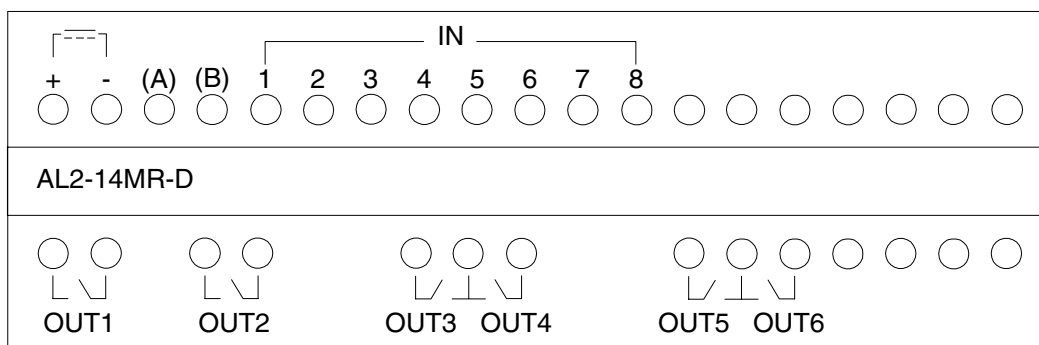 IN
+ - (A) (B) 1 2 3 4 5 6 7 8
AL2-14MR-D
OUT1 OUT2 OUT3 OUT4 OUT5 OUT6